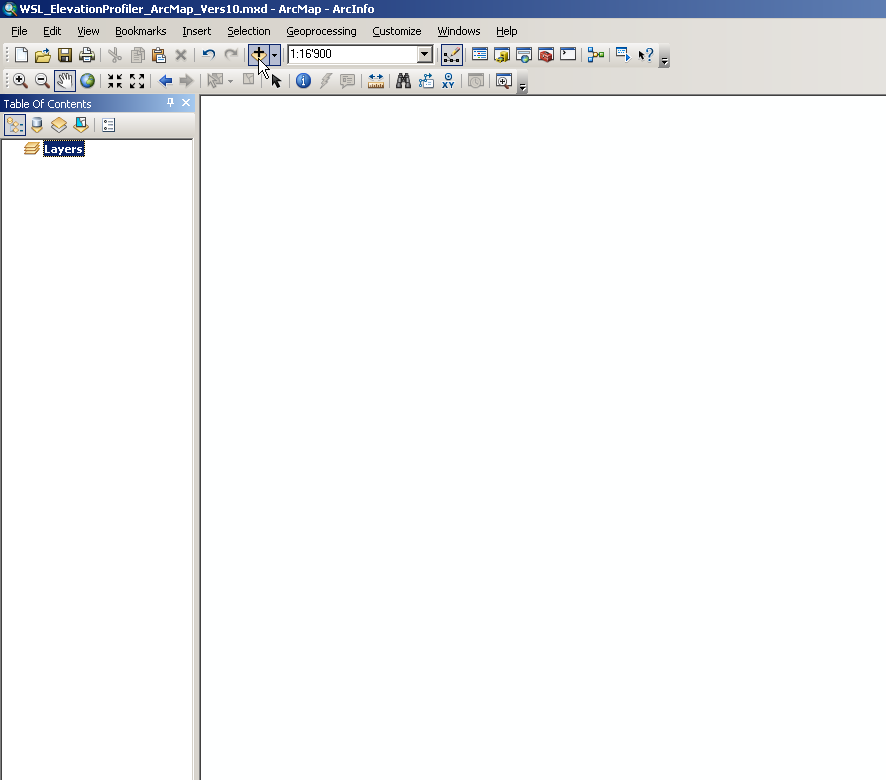 WSL_ElevationProfiler_ArcMap_Vers10.mxd - ArcMap - ArcInfo
File Edit View Bookmarks Insert Selection Geoprocessing Customize Windows Help
1:16'900
XY
Table Of Contents
Layers